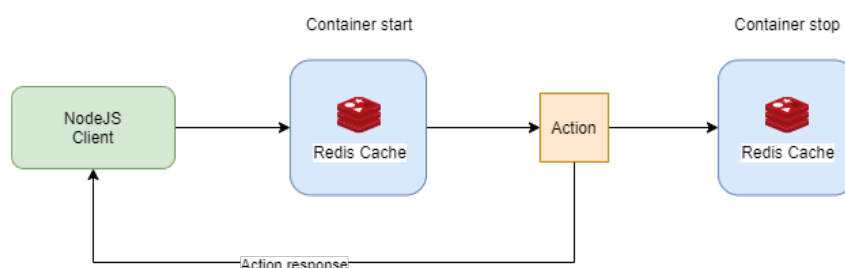 Container start
Container stop
NodeJS
Client
Redis Cache
Action
Redis Cache
Action response